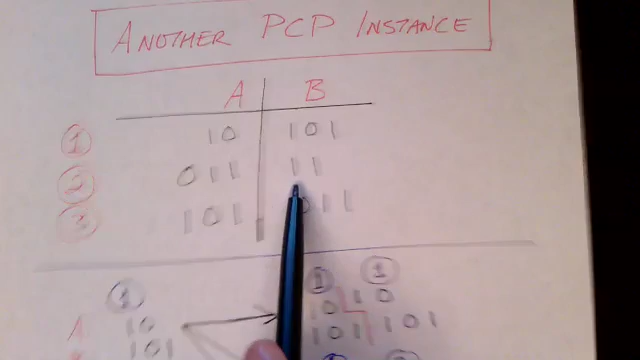 ANOTHER PCP INSTANCE
A B
1 10 101
2 011 11
3 101 011
1 1 1
A 10 10 10
101 101 101